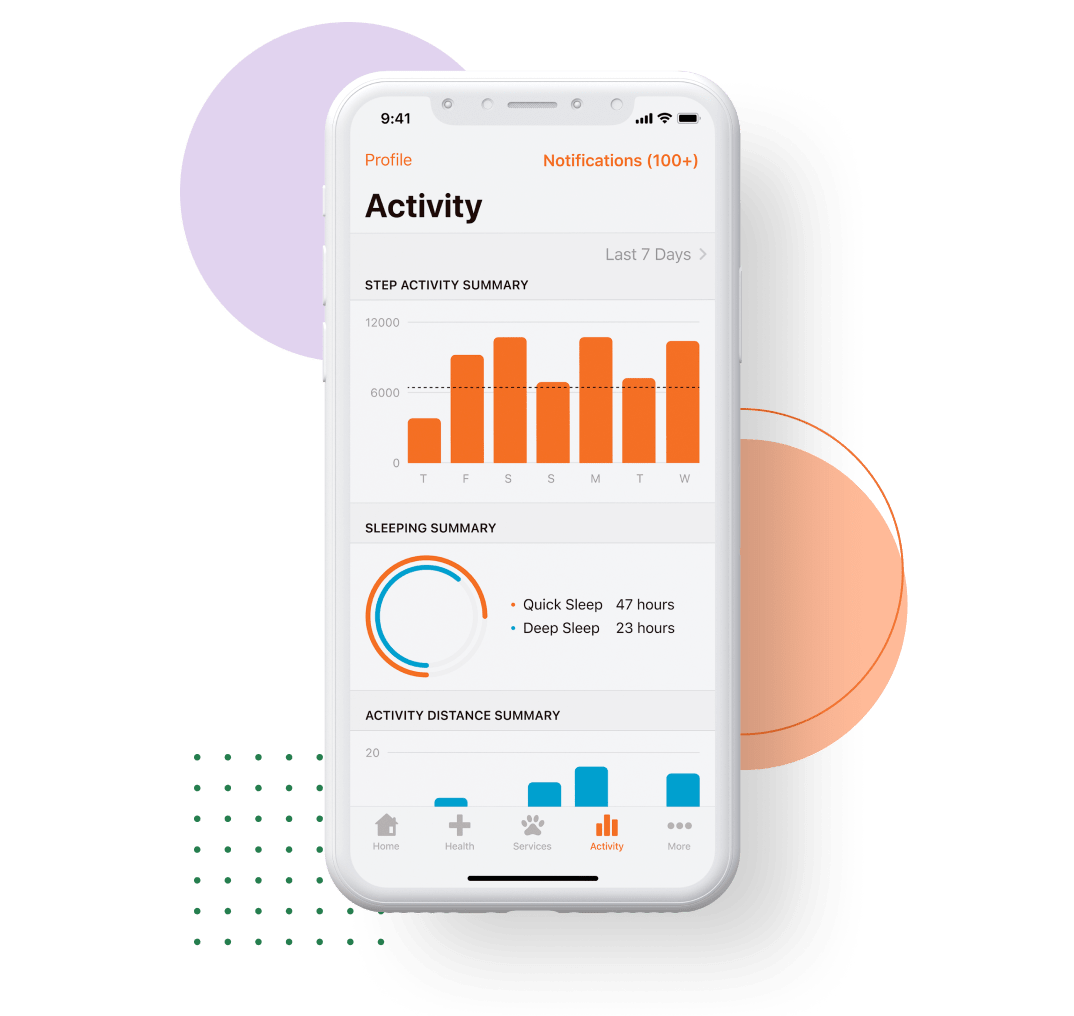 9:41
Profile Notifications (100+)
Activity
Last 7 Days
STEP ACTIVITY SUMMARY
12000
6000
0
T F S S M T W
SLEEPING SUMMARY
Quick Sleep 47 hours
Deep Sleep 23 hours
ACTIVITY DISTANCE SUMMARY
20
Home Health Services Activity More